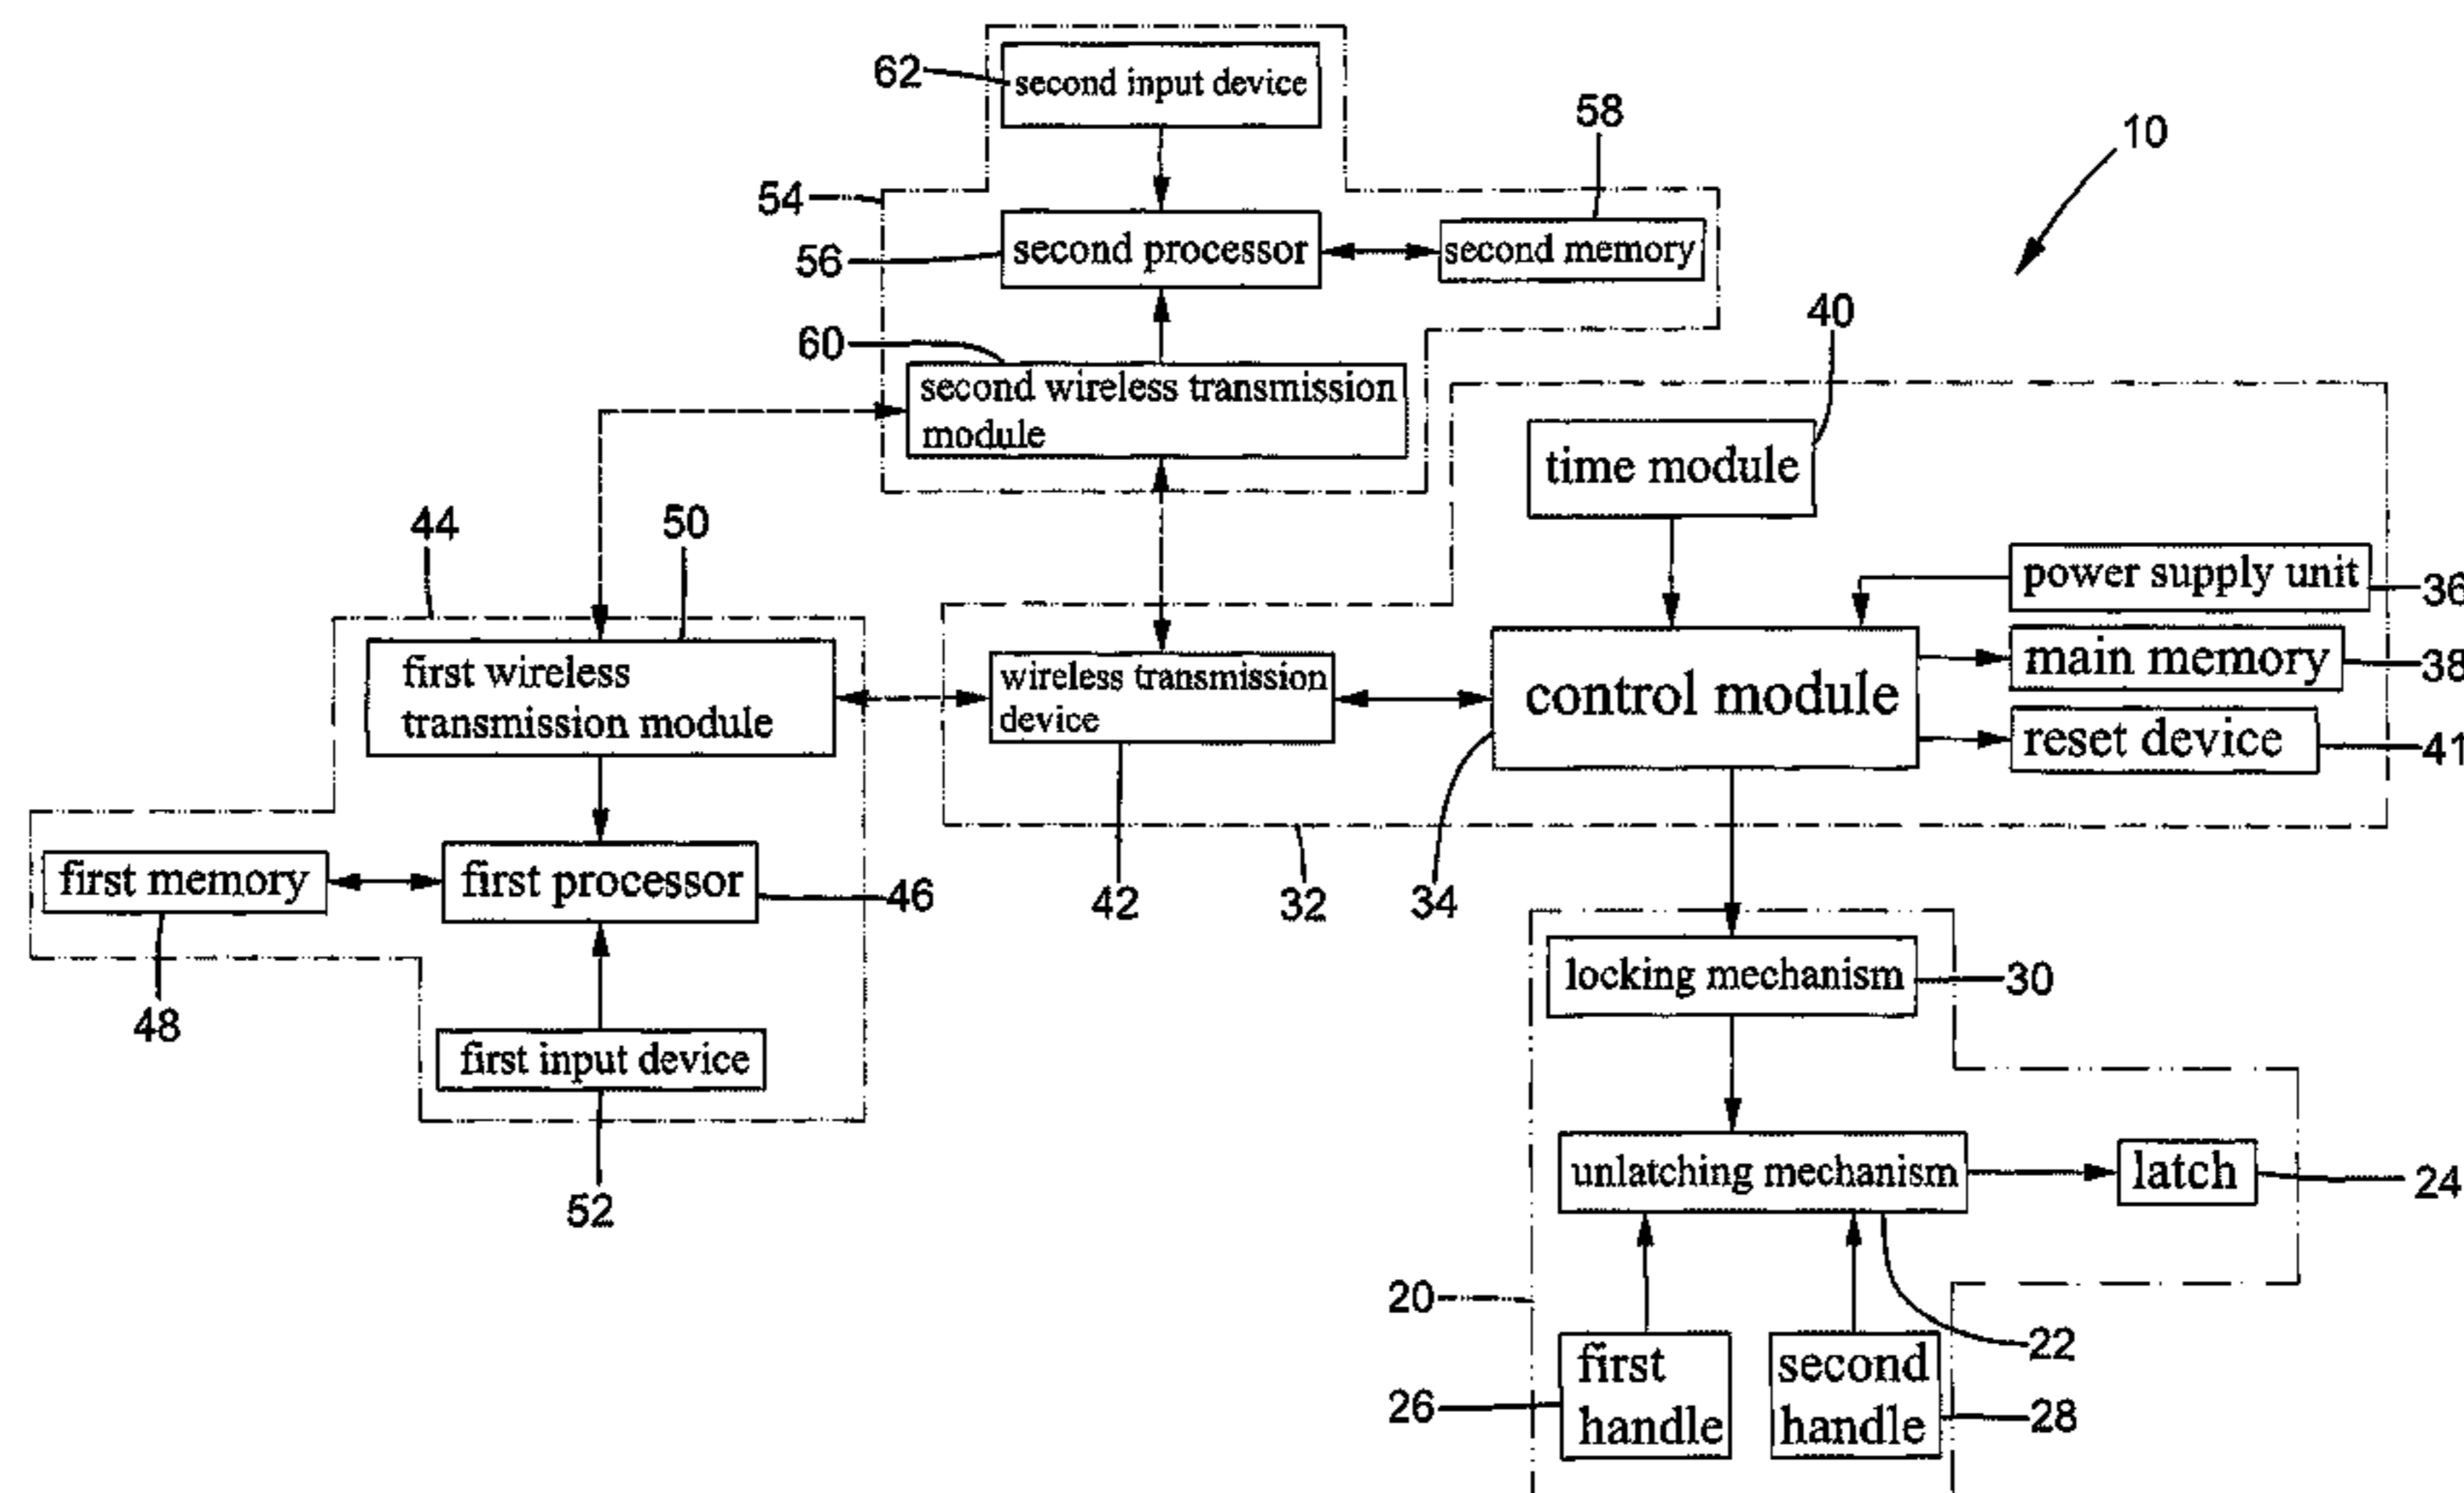 62
second input device
58
10
54
56
second processor
second memory
40
60
second wireless transmission
module
time module
44
50
power supply unit
36
first wireless
transmission module
wireless transmission
device
control module
main memory
38
reset device
41
first memory
first processor
46
42
32
34
locking mechanism
30
48
first input device
52
unlatching mechanism
latch
24
20
22
first
handle
second
handle
26
28